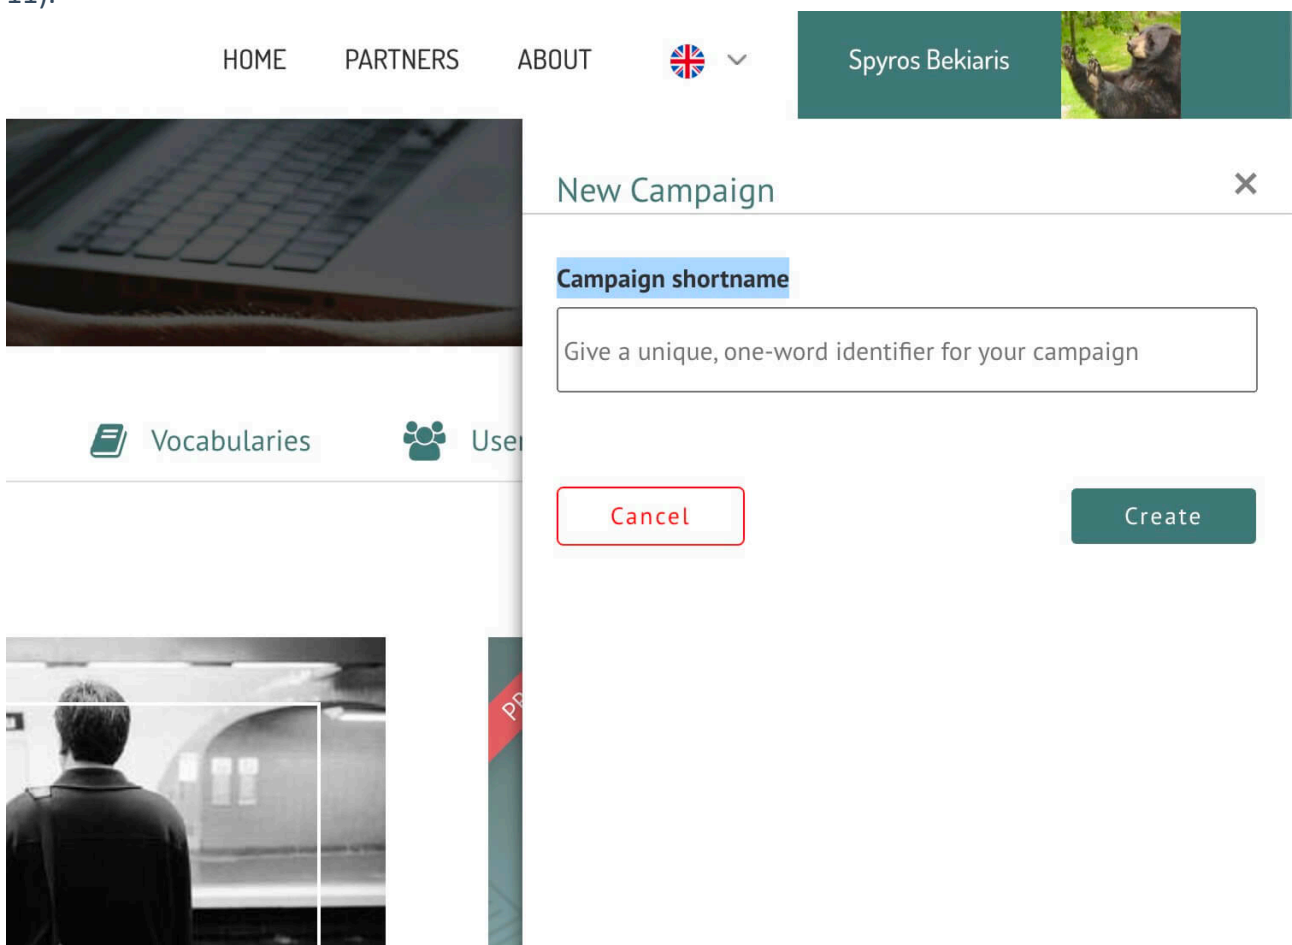 HOME PARTNERS ABOUT Spyros Bekiaris
New Campaign
Campaign shortname
Give a unique, one-word identifier for your campaign
Vocabularies
Cancel Create